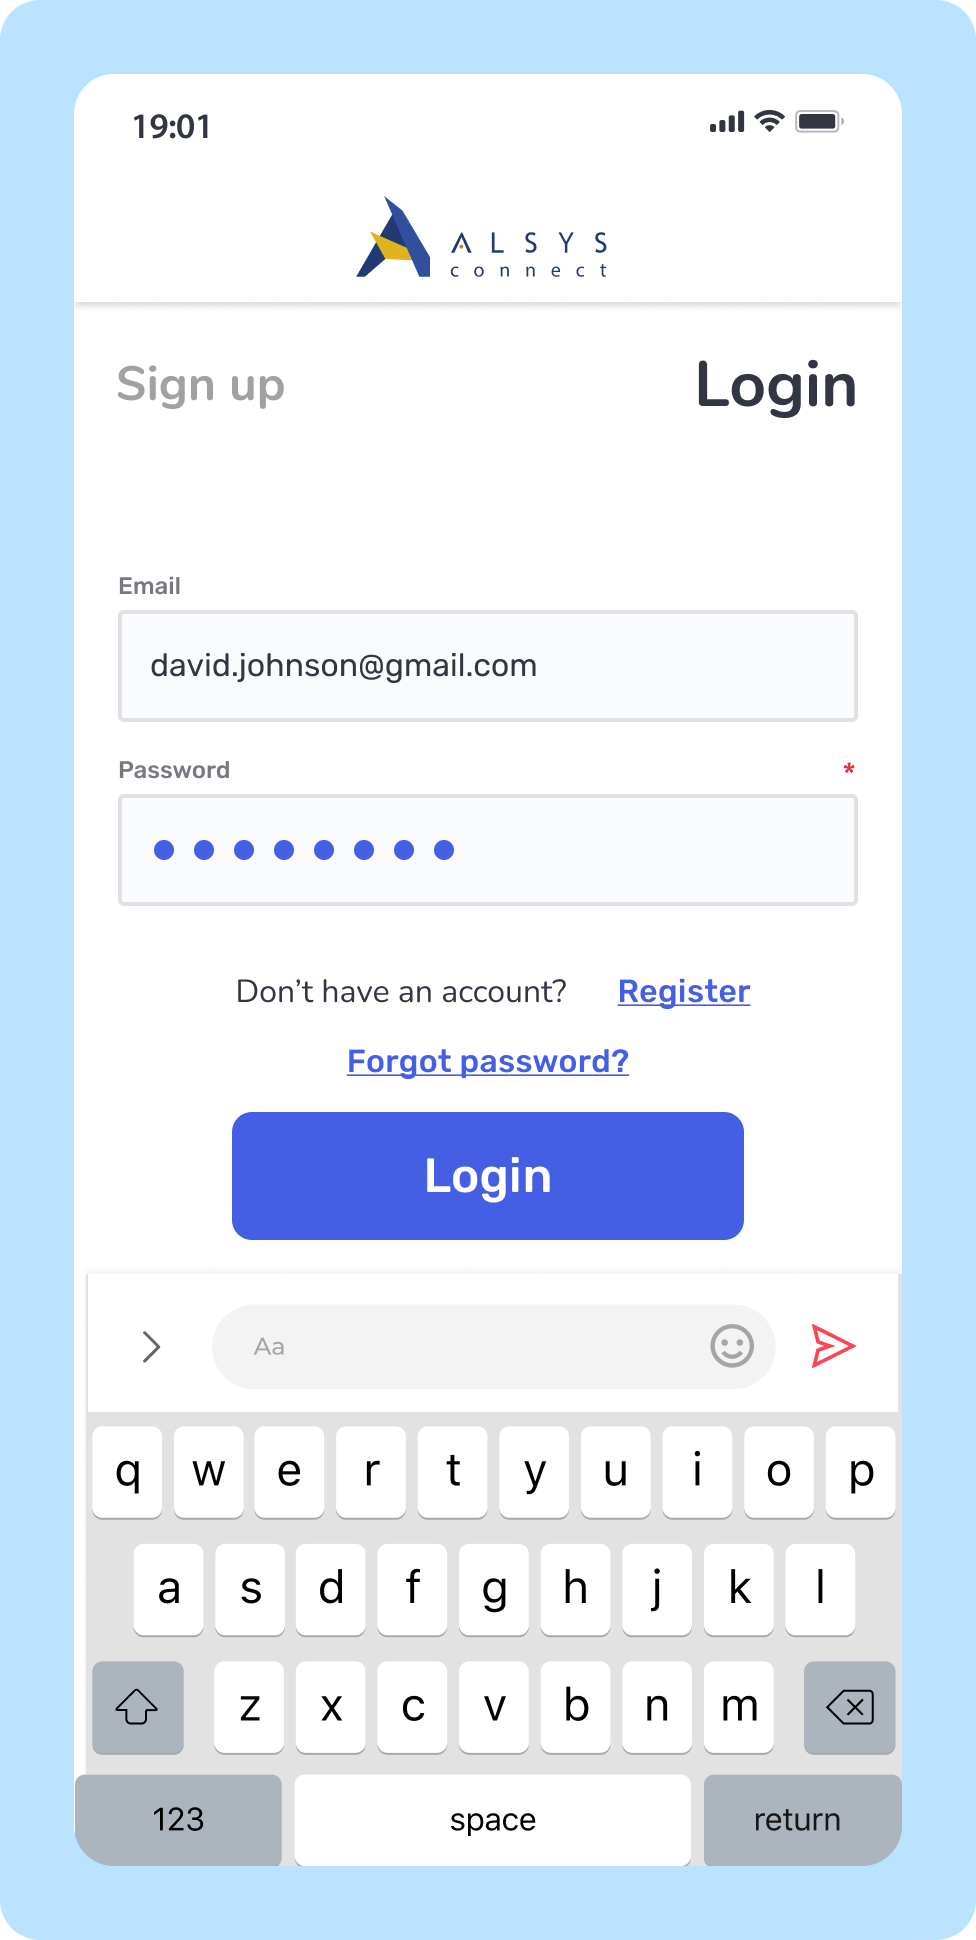 19:01
ALSYS
connect
Sign up
Login
Email
david.johnson@gmail.com
Password *
Don’t have an account? Register
Forgot password?
Login
Aa
q w e r t y u i o p
a s d f g h j k l
z x c v b n m
123 space return